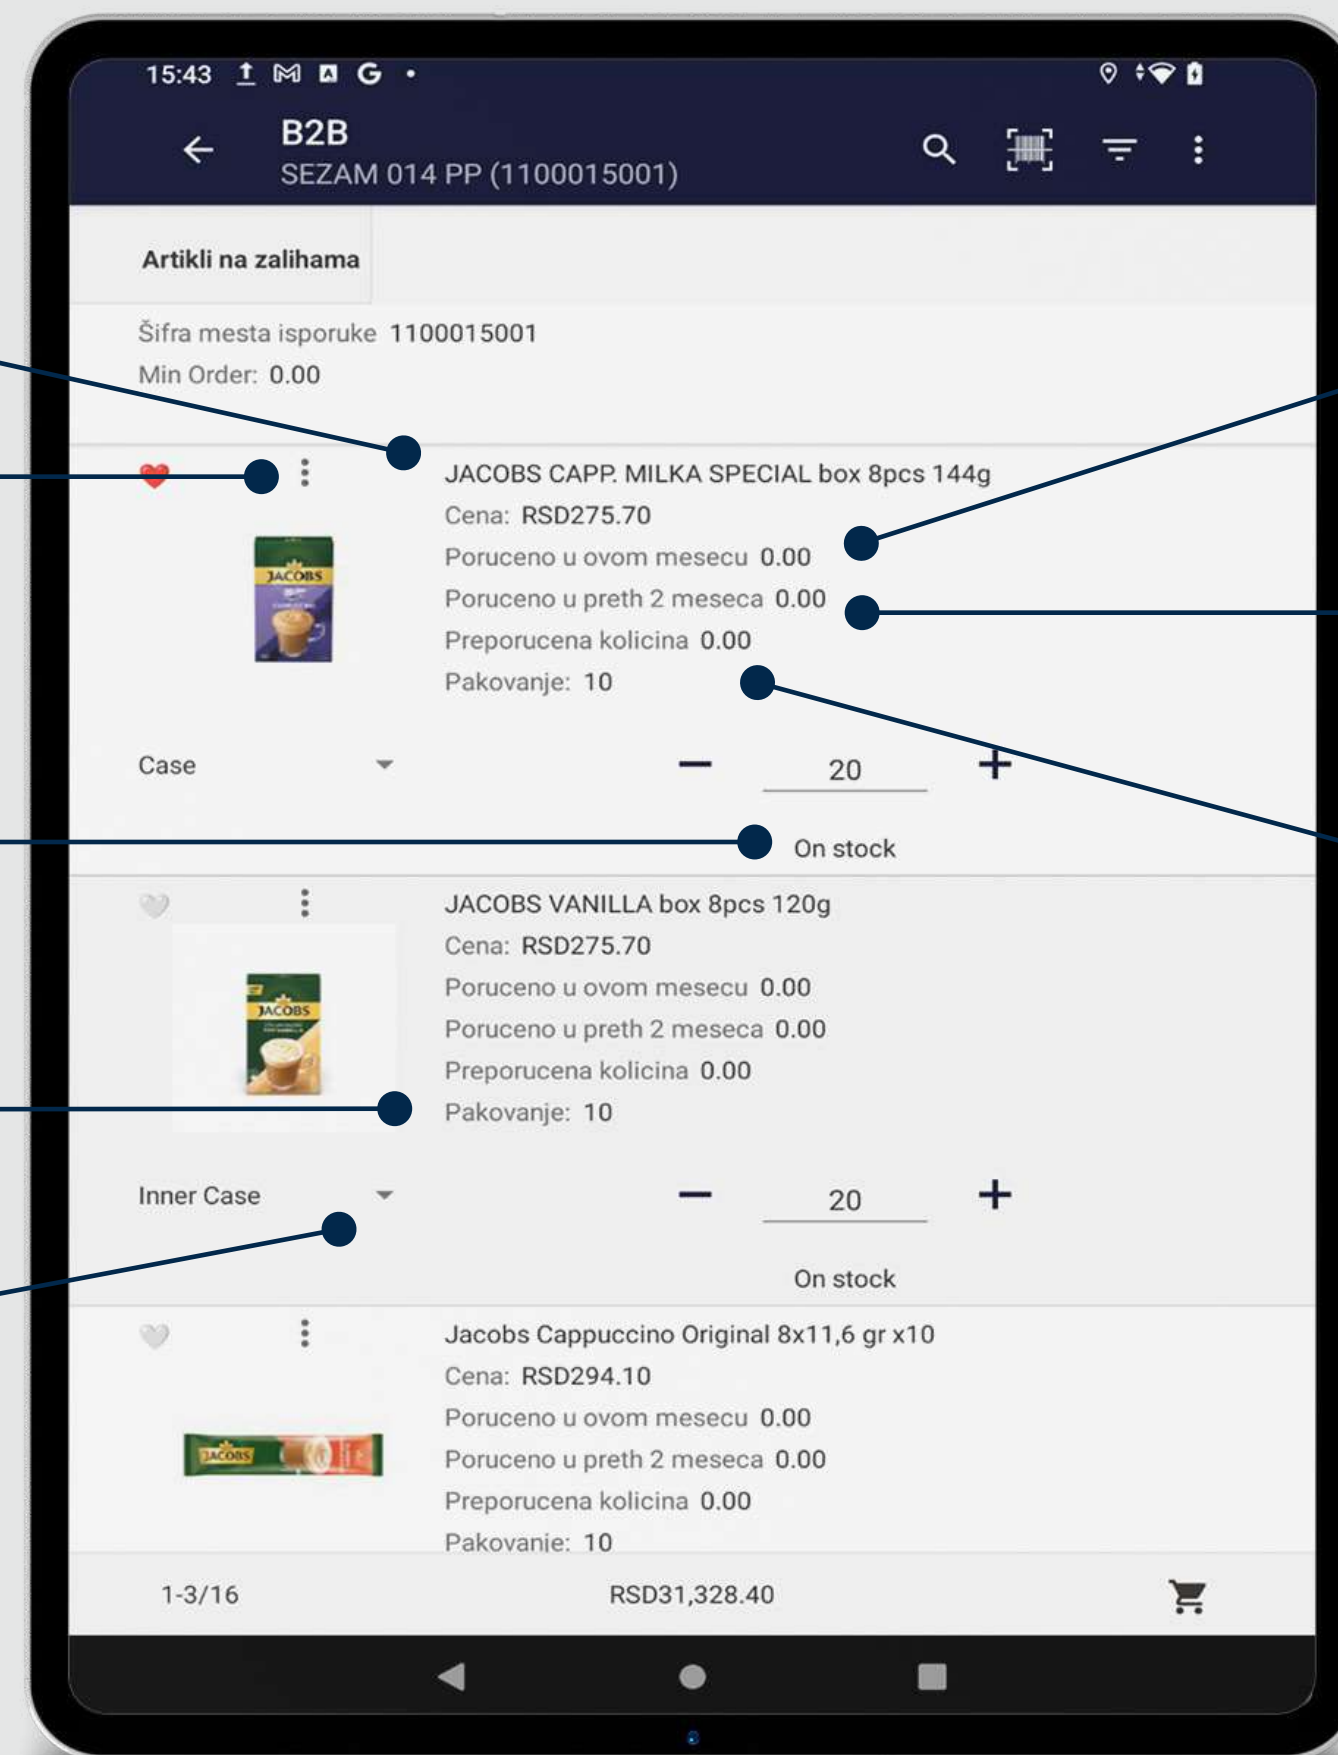 15:43
B2B
SEZAM 014 PP (1100015001)
Artikli na zalihama
Šifra mesta isporuke 1100015001
Min Order: 0.00
JACOBS CAPP. MILKA SPECIAL box 8pcs 144g
Cena: RSD275.70
JACOBS
Poruceno u ovom mesecu 0.00
Poruceno u preth 2 meseca 0.00
Preporucena kolicina 0.00
Pakovanje: 10
Case
20
On stock
JACOBS VANILLA box 8pcs 120g
Cena: RSD275.70
Poruceno u ovom mesecu 0.00
JACOBS
Poruceno u preth 2 meseca 0.00
Preporucena kolicina 0.00
Pakovanje: 10
Inner Case
20
On stock
Jacobs Cappuccino Original 8x11,6 gr x10
Cena: RSD294.10
Poruceno u ovom mesecu 0.00
JACOBS
Poruceno u preth 2 meseca 0.00
Preporucena kolicina 0.00
Pakovanje: 10
1-3/16
RSD31,328.40